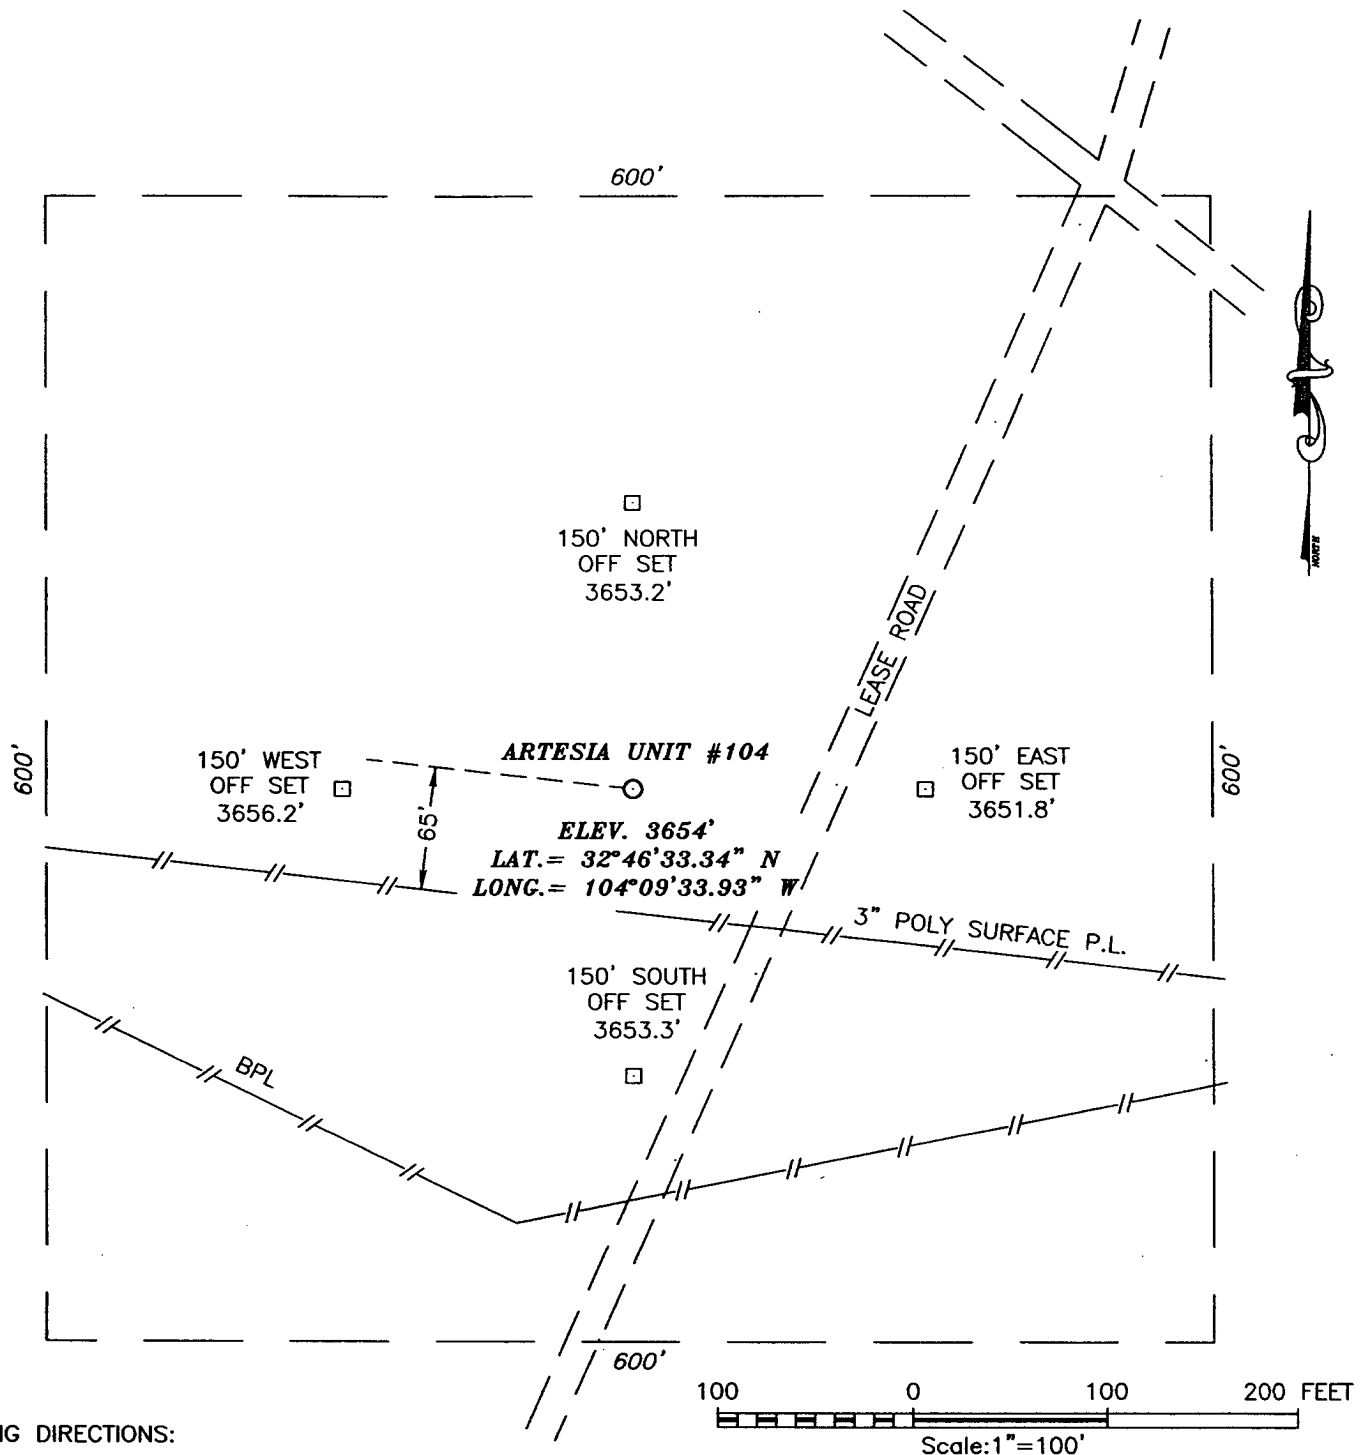 600'
NORTH
150' NORTH
OFF SET
3653.2'
LEASE ROAD
600'
150' WEST
OFF SET
3656.2'
65'
ARTESIA UNIT #104
ELEV. 3654'
LAT.= 32°46'33.34" N
LONG.= 104°09'33.93" W
150' EAST
OFF SET
3651.8'
600'
3" POLY SURFACE P.L.
150' SOUTH
OFF SET
3653.3'
BPL
600'
100 0 100 200 FEET
Scale:1"=100'
NG DIRECTIONS: